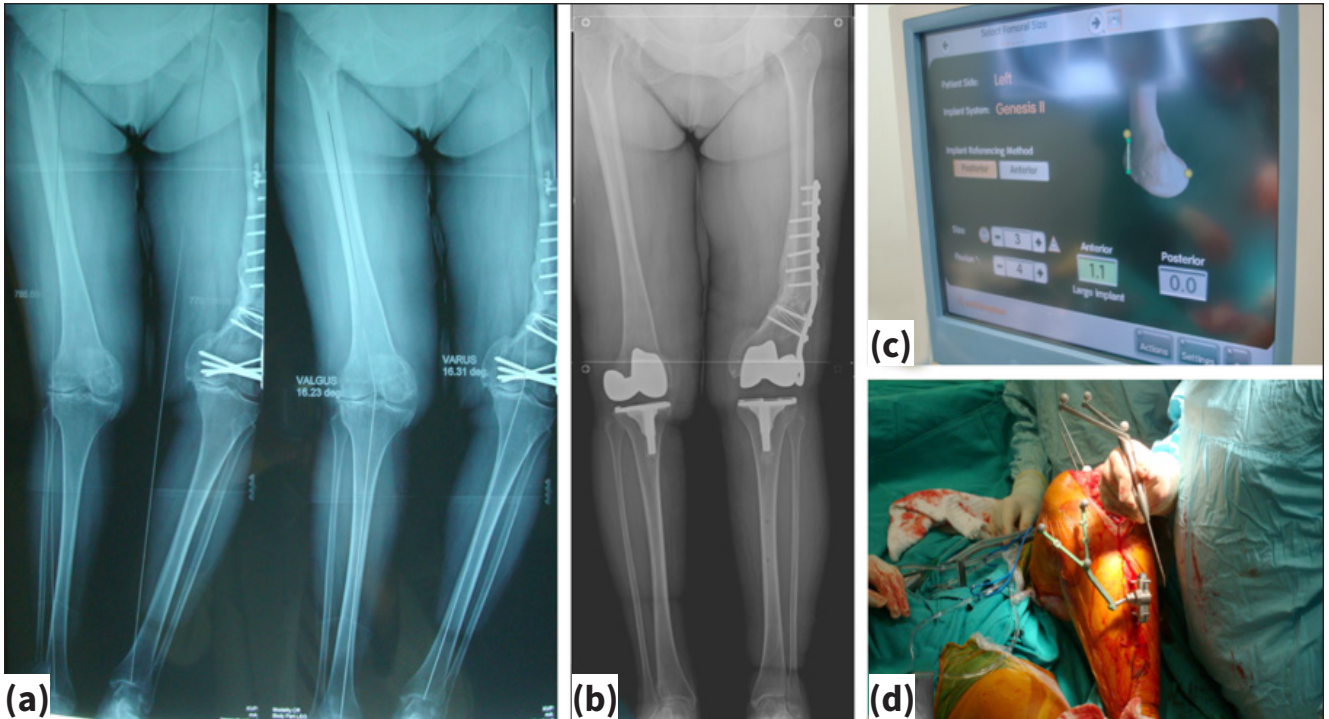 VALGUS
16.23 deg
VARUS
16.31 deg.
(a)
(b)
Select Femoral Size
Patient Side: Left
Implant System: Genesis II
Implant Referencing Method
Posterior Anterior
Size: - 3 +
Flexion °: - 4 +
Anterior
1.1
Large Implant
Posterior
0.0
Actions
Settings
(c)
(d)